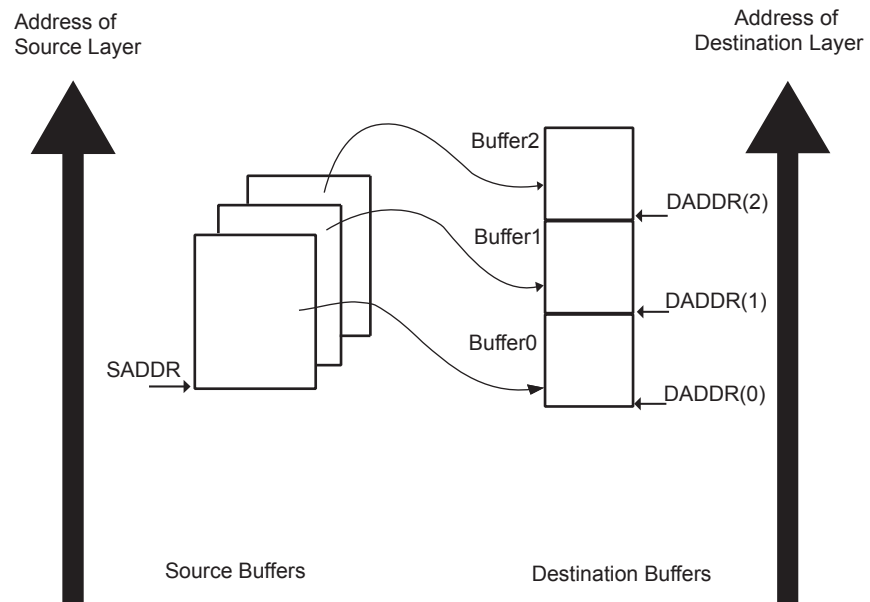 Address of
Source Layer
Address of
Destination Layer
Buffer2
DADDR(2)
Buffer1
DADDR(1)
Buffer0
SADDR
DADDR(0)
Source Buffers
Destination Buffers